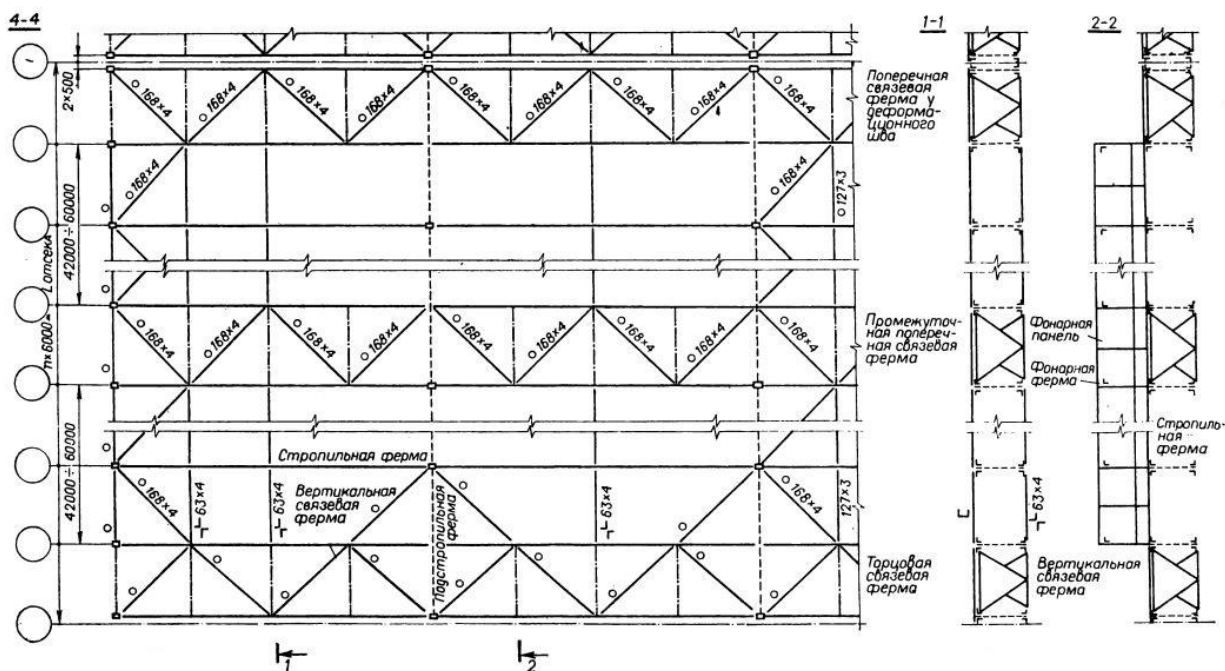 4-4
1-1
2-2
2×500
○ 168×4
○ 168×4
○ 168×4
○ 168×4
○ 168×4
○ 168×4
○ 168×4
○ 168×4
○ 168×4
Поперечная
связевая
ферма у
деформа-
ционного
шва
○ 168×4
○ 168×4
○ 127×3
42000÷60000
n×6000=Lотсека
○ 168×4
○ 168×4
○ 168×4
○ 168×4
○ 168×4
○ 168×4
○ 168×4
○ 168×4
○ 168×4
Промежуточ-
ная попереч-
ная связевая
ферма
Фонарная
панель
Фонарная
ферма
42000÷60000
Стропильная ферма
Стропиль-
ная
ферма
○ 168×4
63×4
63×4
Вертикальная
связевая
ферма
Подстропильная
ферма
63×4
○ 168×4
127×3
63×4
Торцовая
связевая
ферма
Вертикальная
связевая
ферма
1
2